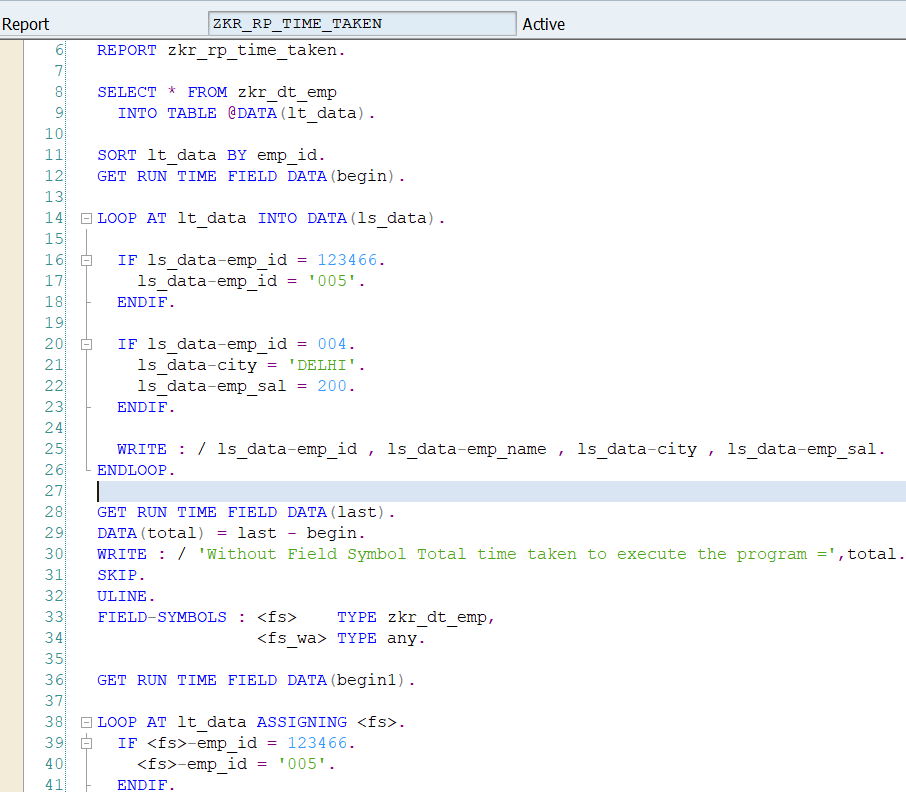 Report ZKR_RP_TIME_TAKEN Active
6 REPORT zkr_rp_time_taken.
7
8 SELECT * FROM zkr_dt_emp
9 INTO TABLE @DATA(lt_data).
10
11 SORT lt_data BY emp_id.
12 GET RUN TIME FIELD DATA(begin).
13
14 LOOP AT lt_data INTO DATA(ls_data).
15
16 IF ls_data-emp_id = 123466.
17 ls_data-emp_id = '005'.
18 ENDIF.
19
20 IF ls_data-emp_id = 004.
21 ls_data-city = 'DELHI'.
22 ls_data-emp_sal = 200.
23 ENDIF.
24
25 WRITE : / ls_data-emp_id , ls_data-emp_name , ls_data-city , ls_data-emp_sal.
26 ENDLOOP.
27
28 GET RUN TIME FIELD DATA(last).
29 DATA(total) = last - begin.
30 WRITE : / 'Without Field Symbol Total time taken to execute the program =',total.
31 SKIP.
32 ULINE.
33 FIELD-SYMBOLS : <fs> TYPE zkr_dt_emp,
34 <fs_wa> TYPE any.
35
36 GET RUN TIME FIELD DATA(begin1).
37
38 LOOP AT lt_data ASSIGNING <fs>.
39 IF <fs>-emp_id = 123466.
40 <fs>-emp_id = '005'.
41 ENDIF.